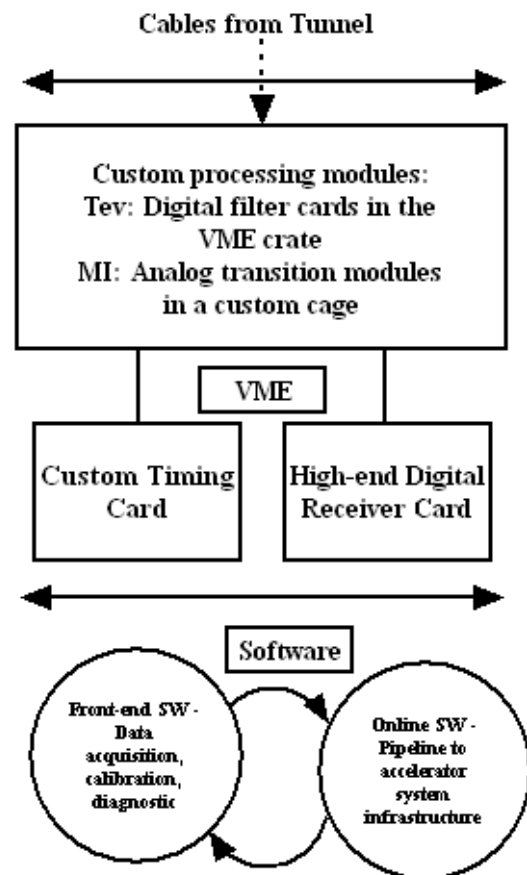 Cables from Tunnel
Custom processing modules:
Tev: Digital filter cards in the
VME crate
MI: Analog transition modules
in a custom cage
VME
Custom Timing
Card
High-end Digital
Receiver Card
Software
Front-end SW -
Data
acquisition,
calibration,
diagnostic
Online SW -
Pipeline to
accelerator
system
infrastructure